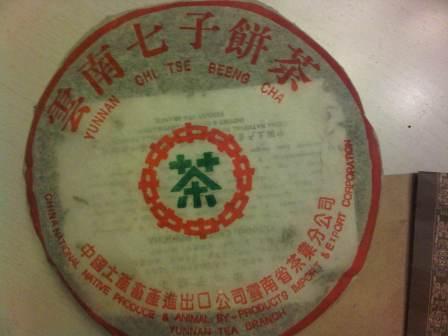 雲南七子餅茶
YUNNAN CHI TSE BEENG CHA
茶
中國土產畜產進出口公司雲南省茶業分公司
CHINA NATIONAL NATIVE PRODUCE & ANIMAL BY-PRODUCTS IMPORT & EXPORT CORPORATION
YUNNAN TEA BRANCH